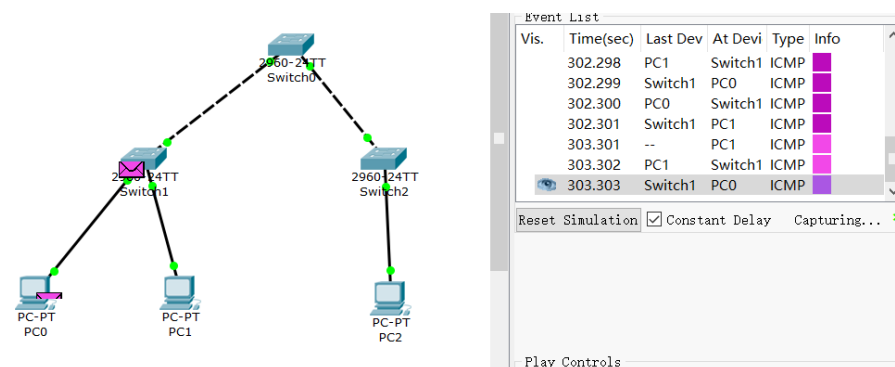 2960-24TT
Switch0
2960-24TT
Switch1
2960-24TT
Switch2
PC-PT
PC0
PC-PT
PC1
PC-PT
PC2
Event List
Vis. Time(sec) Last Dev At Devi Type Info
302.298 PC1 Switch1 ICMP
302.299 Switch1 PC0 ICMP
302.300 PC0 Switch1 ICMP
302.301 Switch1 PC1 ICMP
303.301 -- PC1 ICMP
303.302 PC1 Switch1 ICMP
303.303 Switch1 PC0 ICMP
Reset Simulation Constant Delay Capturing...
Play Controls